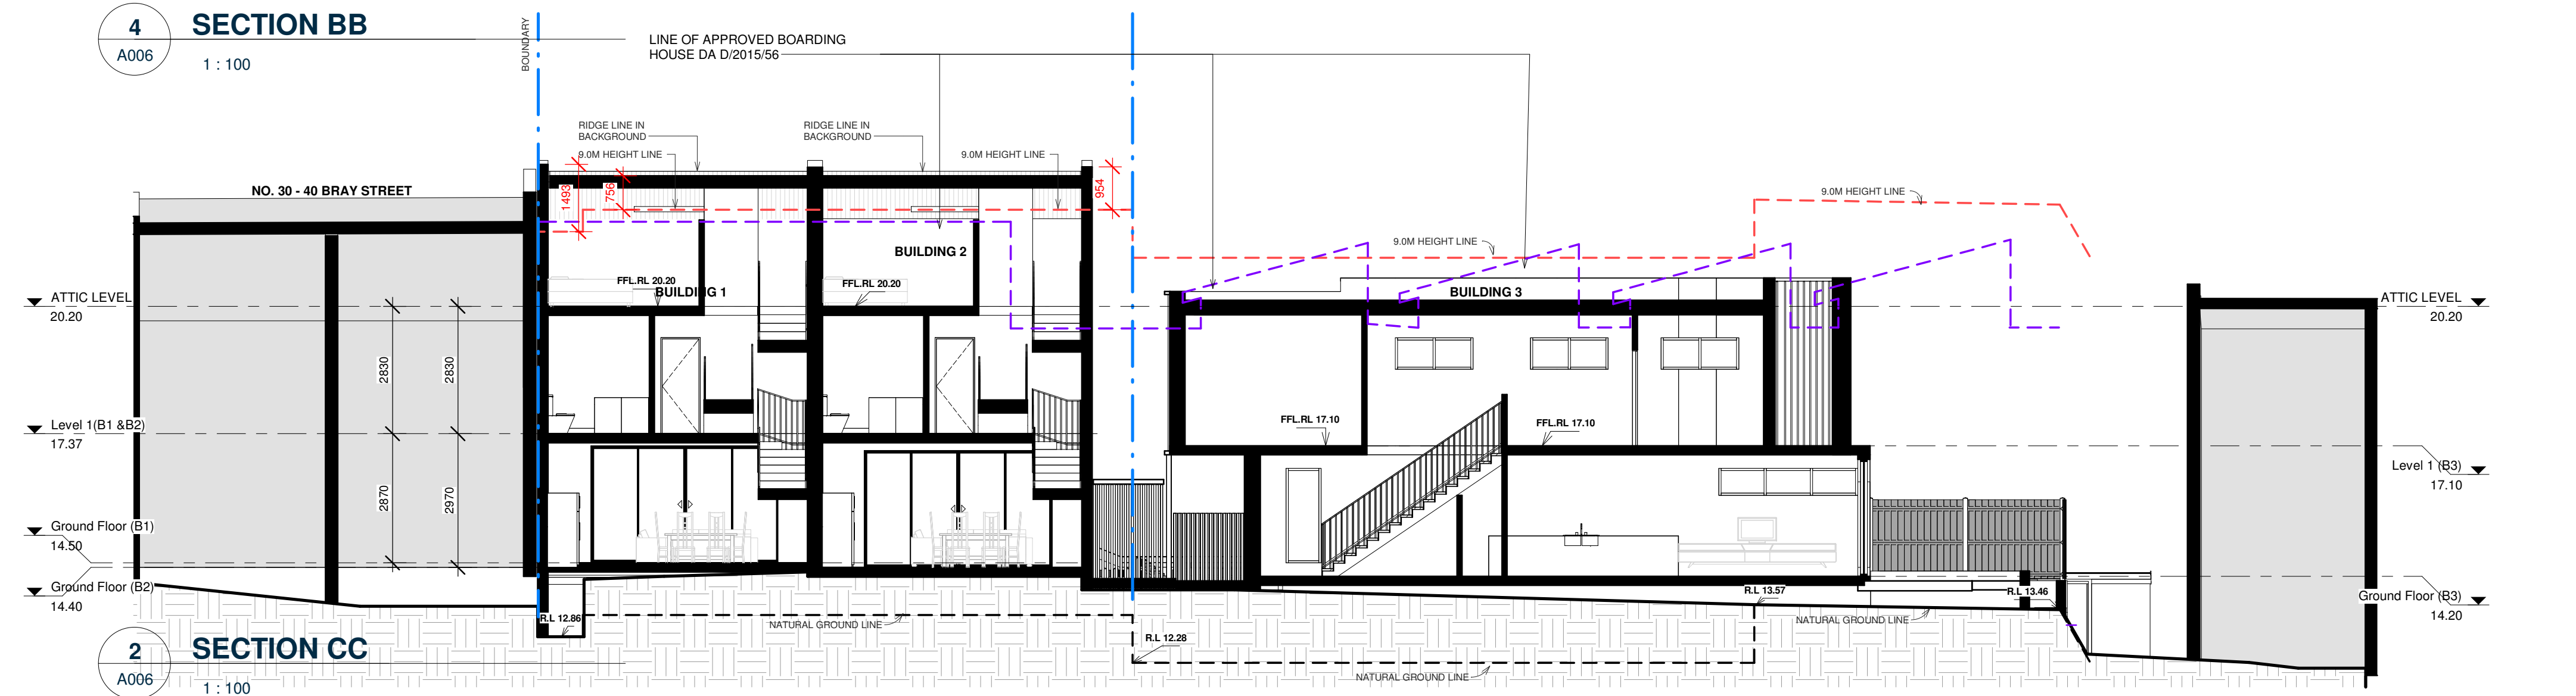 4
A006
SECTION BB
1 : 100
BOUNDARY
LINE OF APPROVED BOARDING
HOUSE DA D/2015/56
RIDGE LINE IN
BACKGROUND
9.0M HEIGHT LINE
RIDGE LINE IN
BACKGROUND
9.0M HEIGHT LINE
1493
756
954
NO. 30 - 40 BRAY STREET
9.0M HEIGHT LINE
9.0M HEIGHT LINE
BUILDING 2
FFL.RL 20.20
BUILDING 1
FFL.RL 20.20
BUILDING 3
ATTIC LEVEL
20.20
ATTIC LEVEL
20.20
2830
2830
Level 1(B1 &B2)
17.37
FFL.RL 17.10
FFL.RL 17.10
Level 1 (B3)
17.10
2870
2970
Ground Floor (B1)
14.50
Ground Floor (B2)
14.40
R.L 13.57
R.L 13.46
Ground Floor (B3)
14.20
R.L 12.86
NATURAL GROUND LINE
NATURAL GROUND LINE
R.L 12.28
NATURAL GROUND LINE
2
A006
SECTION CC
1 : 100